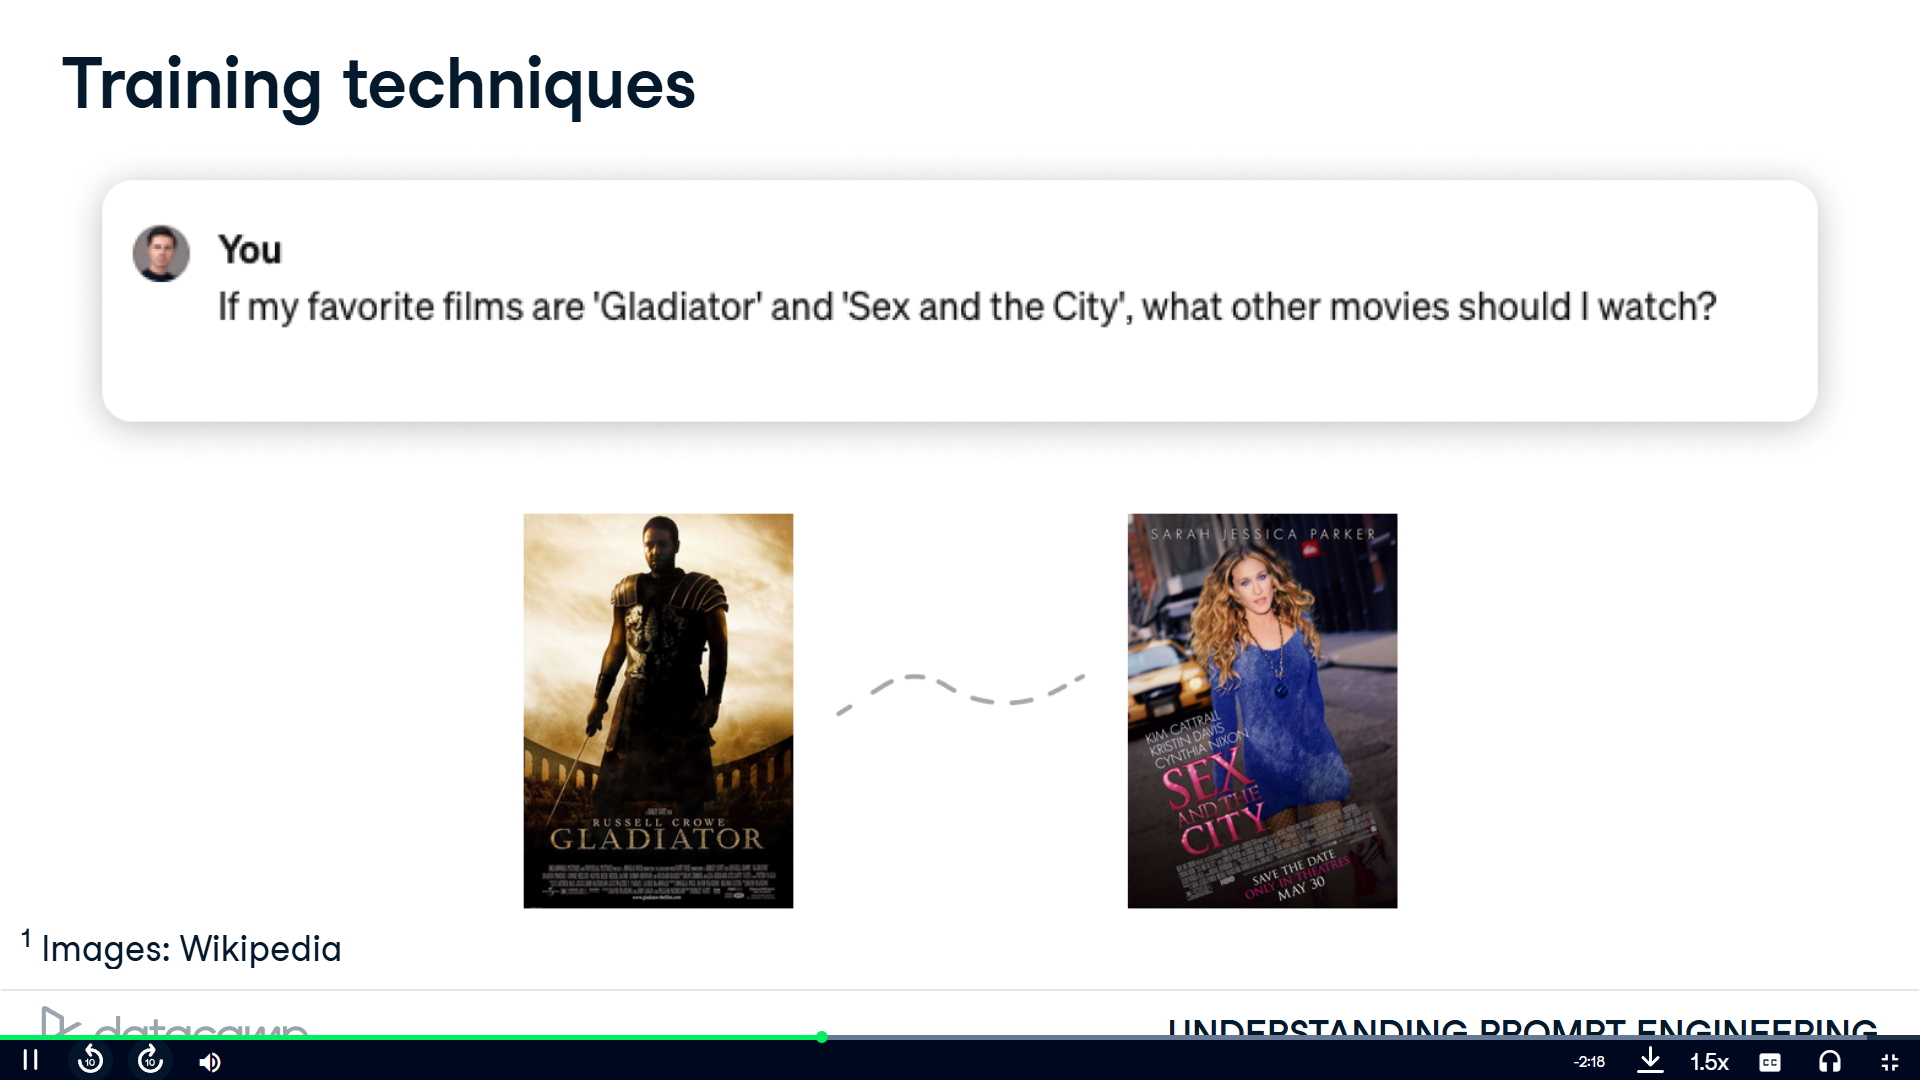 Training techniques
You
If my favorite films are 'Gladiator' and 'Sex and the City', what other movies should I watch?
RUSSELL CROWE
GLADIATOR
SARAH JESSICA PARKER
KIM CATTRALL
KRISTIN DAVIS
CYNTHIA NIXON
SEX
AND THE
CITY
SAVE THE DATE
ONLY IN THEATRES
MAY 30
1 Images: Wikipedia
datacamp
UNDERSTANDING PROMPT ENGINEERING
10
10
-2:18
1.5x
CC